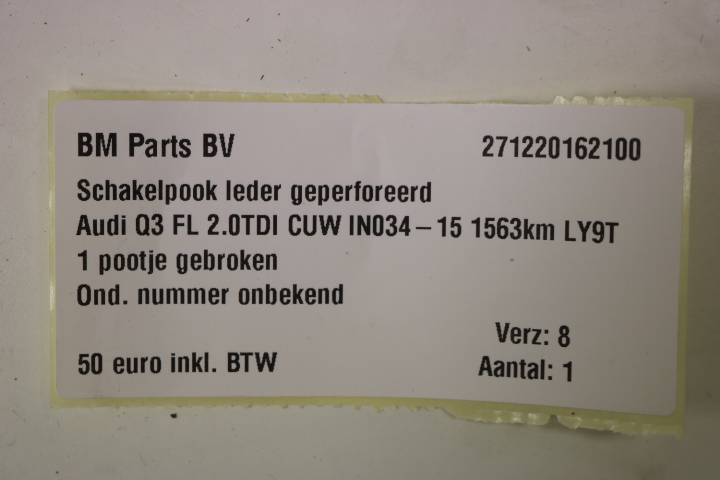 BM Parts BV 271220162100
Schakelpook leder geperforeerd
Audi Q3 FL 2.0TDI CUW IN034-15 1563km LY9T
1 pootje gebroken
Ond. nummer onbekend
Verz: 8
50 euro inkl. BTW Aantal: 1